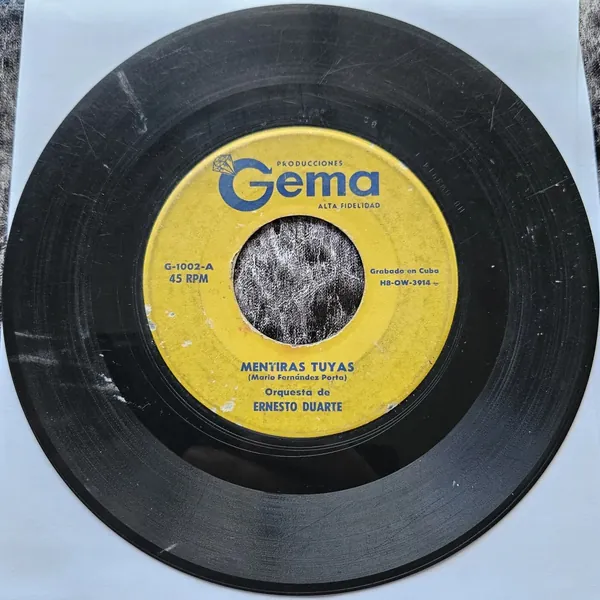 PRODUCCIONES
Gema
ALTA FIDELIDAD
G-1002-A
45 RPM
Grabado en Cuba
H8-OW-3914
MENTIRAS TUYAS
(Mario Fernández Porta)
Orquesta de
ERNESTO DUARTE